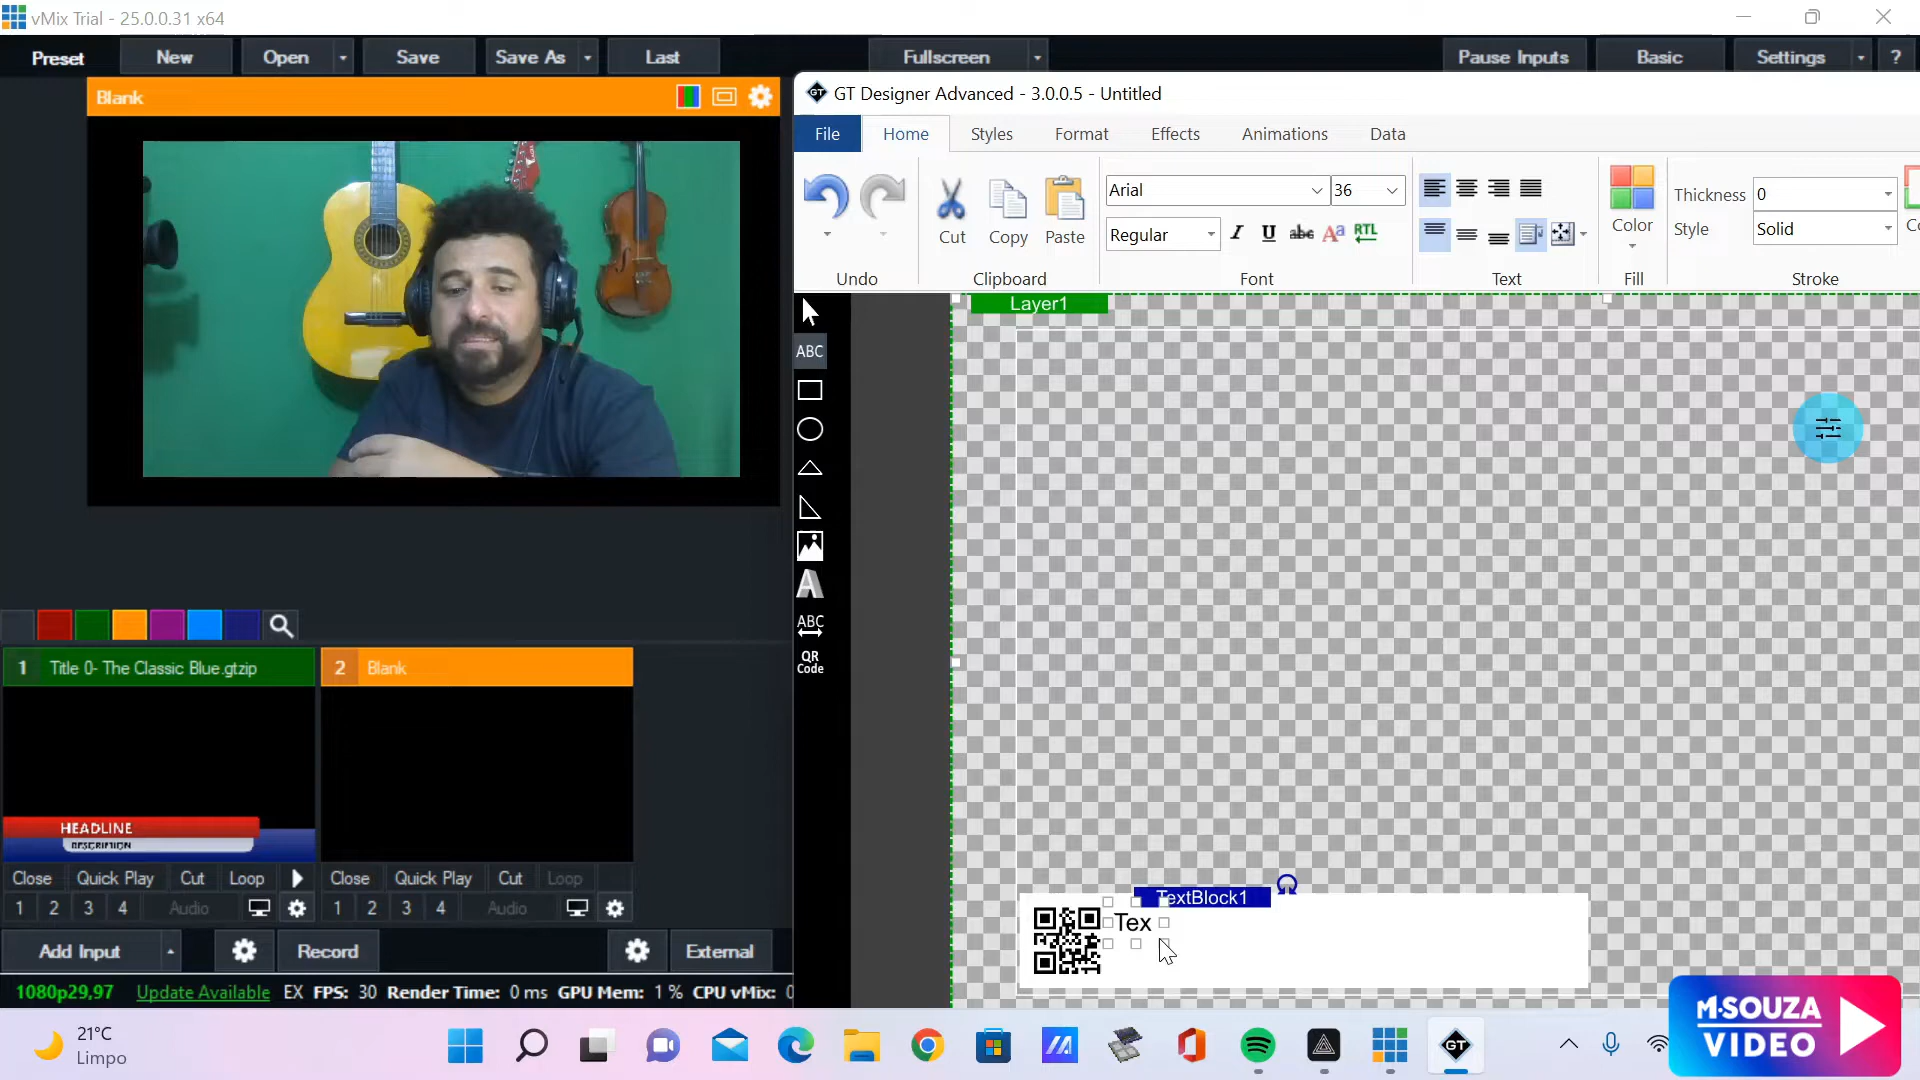 vMix Trial - 25.0.0.31 x64
Preset New Open Save Save As Last Fullscreen Pause Inputs Basic Settings ?
Blank
GT Designer Advanced - 3.0.0.5 - Untitled
File Home Styles Format Effects Animations Data
Arial 36
Regular
Cut Copy Paste
RTL
Color
Thickness 0
Style Solid
Undo Clipboard Font Text Fill Stroke
Layer1
ABC
ABC
QR
Code
1 Title 0- The Classic Blue.gtzip
2 Blank
HEADLINE
DESCRIPTION
Close Quick Play Cut Loop
1 2 3 4 Audio
Close Quick Play Cut Loop
1 2 3 4 Audio
TextBlock1
Tex
Add Input Record External
1080p29,97 Update Available EX FPS: 30 Render Time: 0 ms GPU Mem: 1 % CPU vMix: 0
21°C
Limpo
GT
M·SOUZA
VIDEO